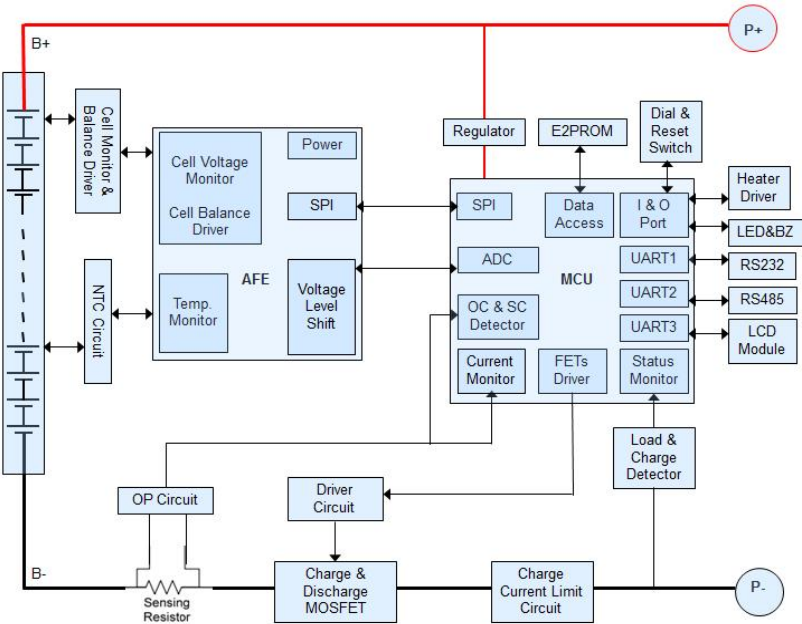 B+
P+
Cell Monitor &
Balance Driver
Cell Voltage
Monitor
Cell Balance
Driver
Power
SPI
AFE
Temp.
Monitor
Voltage
Level
Shift
NTC Circuit
Regulator
E2PROM
Dial &
Reset
Switch
SPI
Data
Access
I & O
Port
ADC
MCU
UART1
OC & SC
Detector
UART2
UART3
Current
Monitor
FETs
Driver
Status
Monitor
Heater
Driver
LED&BZ
RS232
RS485
LCD
Module
Load &
Charge
Detector
OP Circuit
Driver
Circuit
B-
Sensing
Resistor
Charge &
Discharge
MOSFET
Charge
Current Limit
Circuit
P-